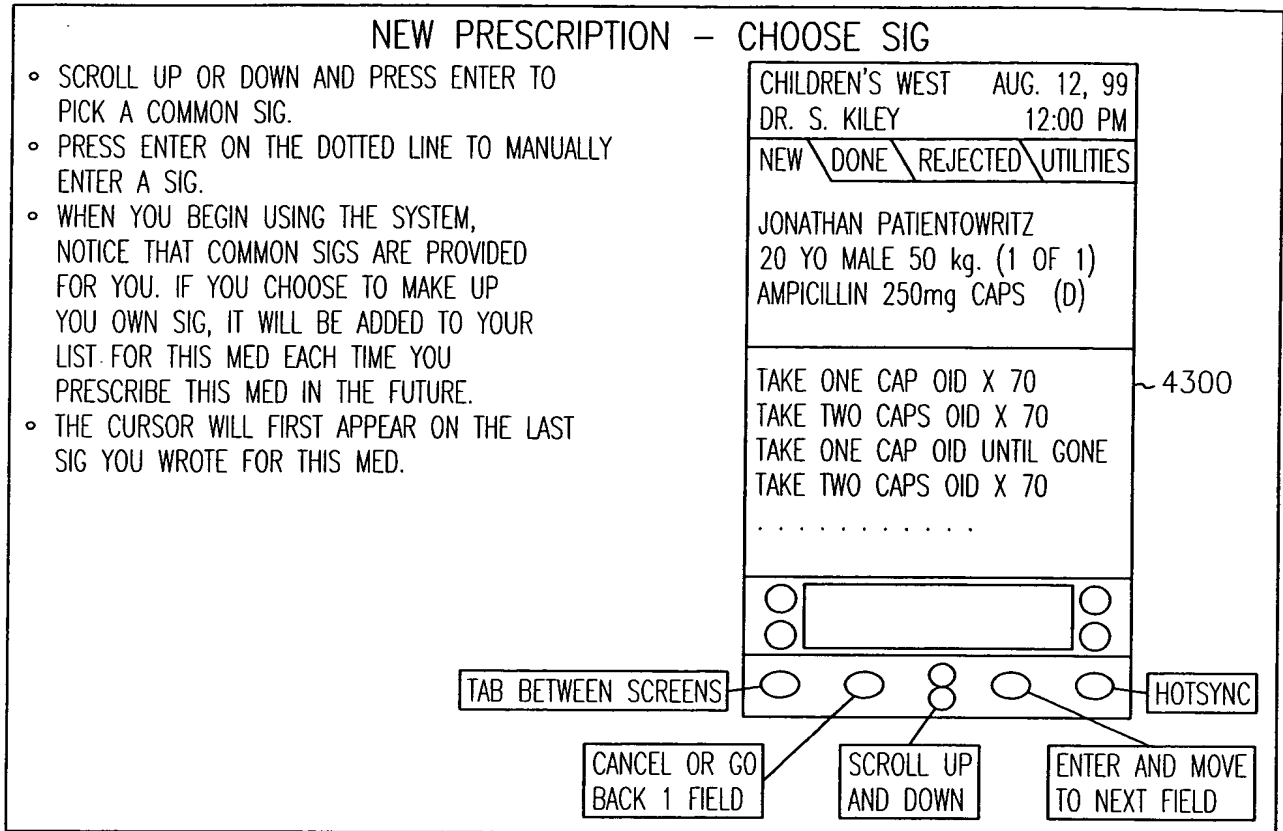 NEW PRESCRIPTION – CHOOSE SIG
◦ SCROLL UP OR DOWN AND PRESS ENTER TO
PICK A COMMON SIG.
◦ PRESS ENTER ON THE DOTTED LINE TO MANUALLY
ENTER A SIG.
◦ WHEN YOU BEGIN USING THE SYSTEM,
NOTICE THAT COMMON SIGS ARE PROVIDED
FOR YOU. IF YOU CHOOSE TO MAKE UP
YOU OWN SIG, IT WILL BE ADDED TO YOUR
LIST FOR THIS MED EACH TIME YOU
PRESCRIBE THIS MED IN THE FUTURE.
◦ THE CURSOR WILL FIRST APPEAR ON THE LAST
SIG YOU WROTE FOR THIS MED.
CHILDREN'S WEST AUG. 12, 99
DR. S. KILEY 12:00 PM
NEW DONE REJECTED UTILITIES
JONATHAN PATIENTOWRITZ
20 YO MALE 50 kg. (1 OF 1)
AMPICILLIN 250mg CAPS (D)
TAKE ONE CAP OID X 70
TAKE TWO CAPS OID X 70
TAKE ONE CAP OID UNTIL GONE
TAKE TWO CAPS OID X 70
. . . . . . . . . . .
4300
TAB BETWEEN SCREENS
HOTSYNC
CANCEL OR GO
BACK 1 FIELD
SCROLL UP
AND DOWN
ENTER AND MOVE
TO NEXT FIELD